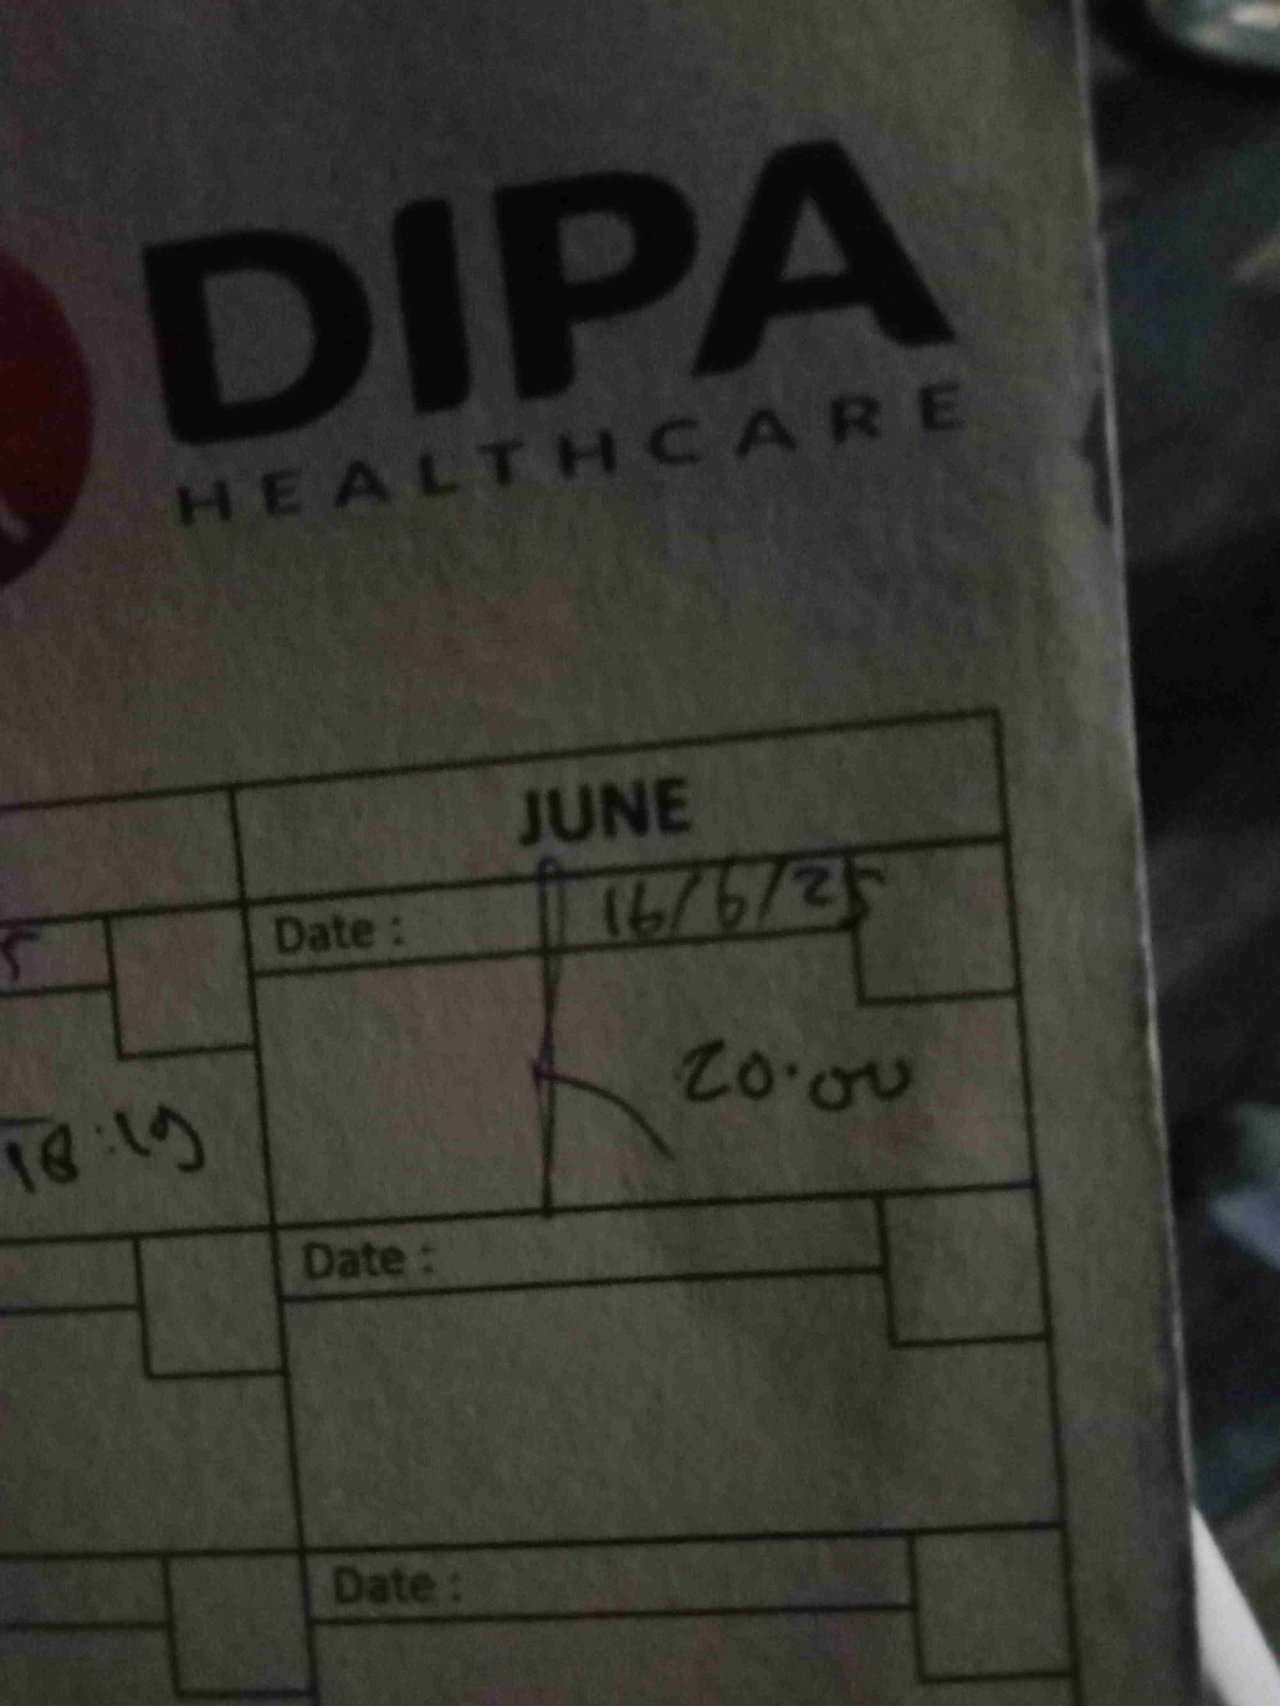 DIPA
HEALTHCARE
JUNE
Date : 16/6/25
20.00
18:19
Date :
Date :